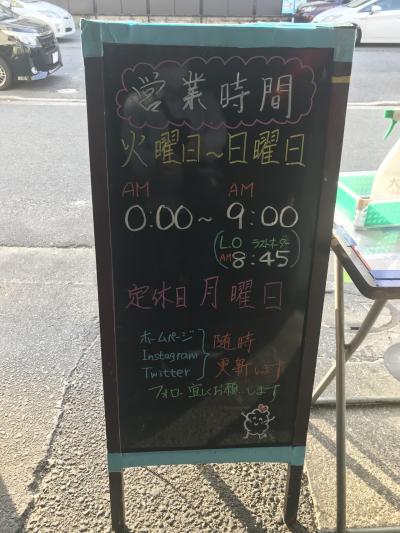 営業時間
火曜日～日曜日
AM AM
0:00～ 9:00
(L.O ラストオーダー
AM 8:45)
定休日 月曜日
ホームページ
Instagram
Twitter
随時
更新します
フォロー宜しくお願いします